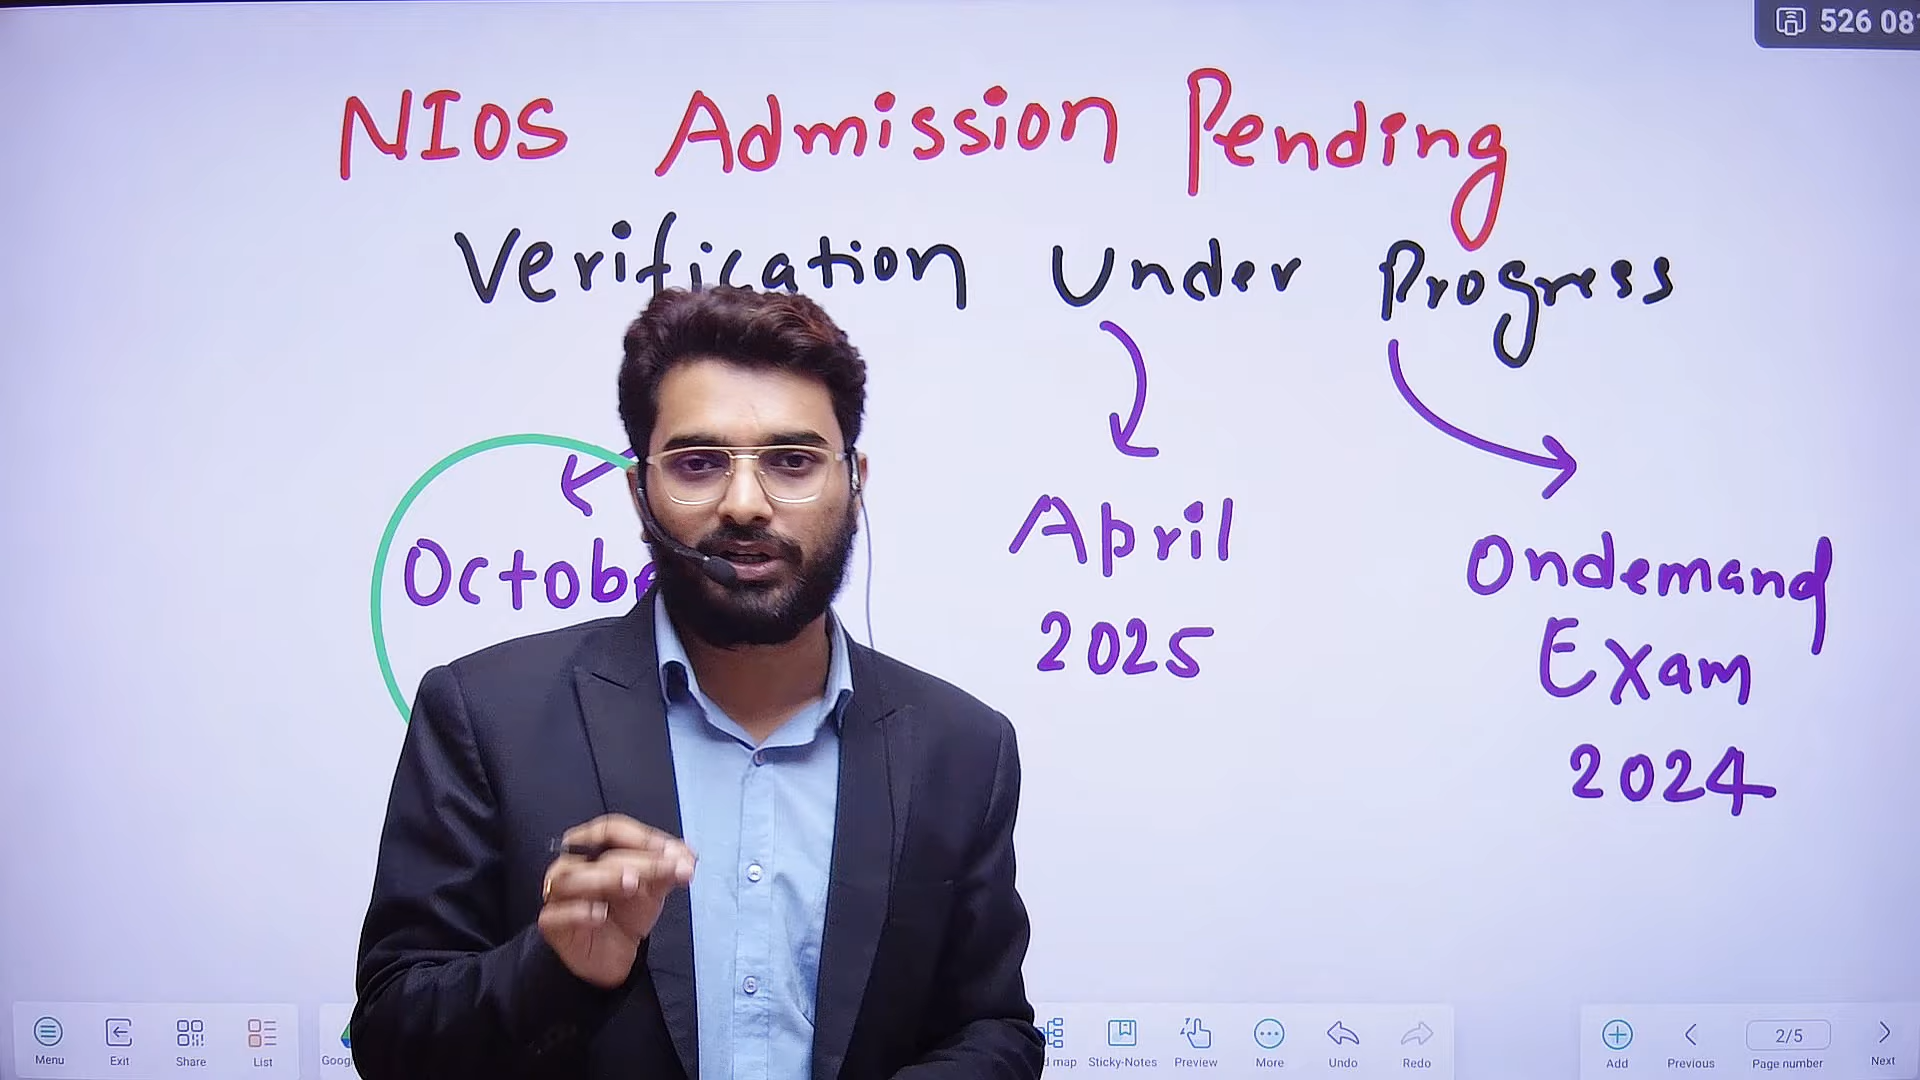 526 08
NIOS Admission Pending
Verification Under Progress
April
2025
Ondemand
Exam
2024
Menu
Exit
Share
List
Sticky-Notes
Preview
More
Undo
Redo
Add
Previous
2/5
Page number
Next